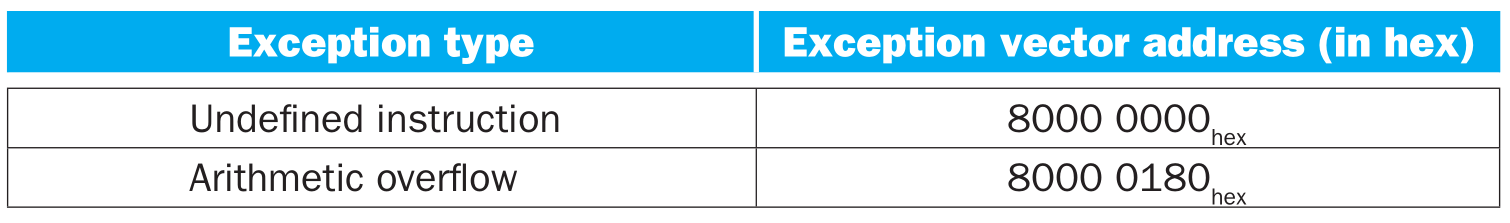 Exception type Exception vector address (in hex)
Undefined instruction 8000 0000hex
Arithmetic overflow 8000 0180hex